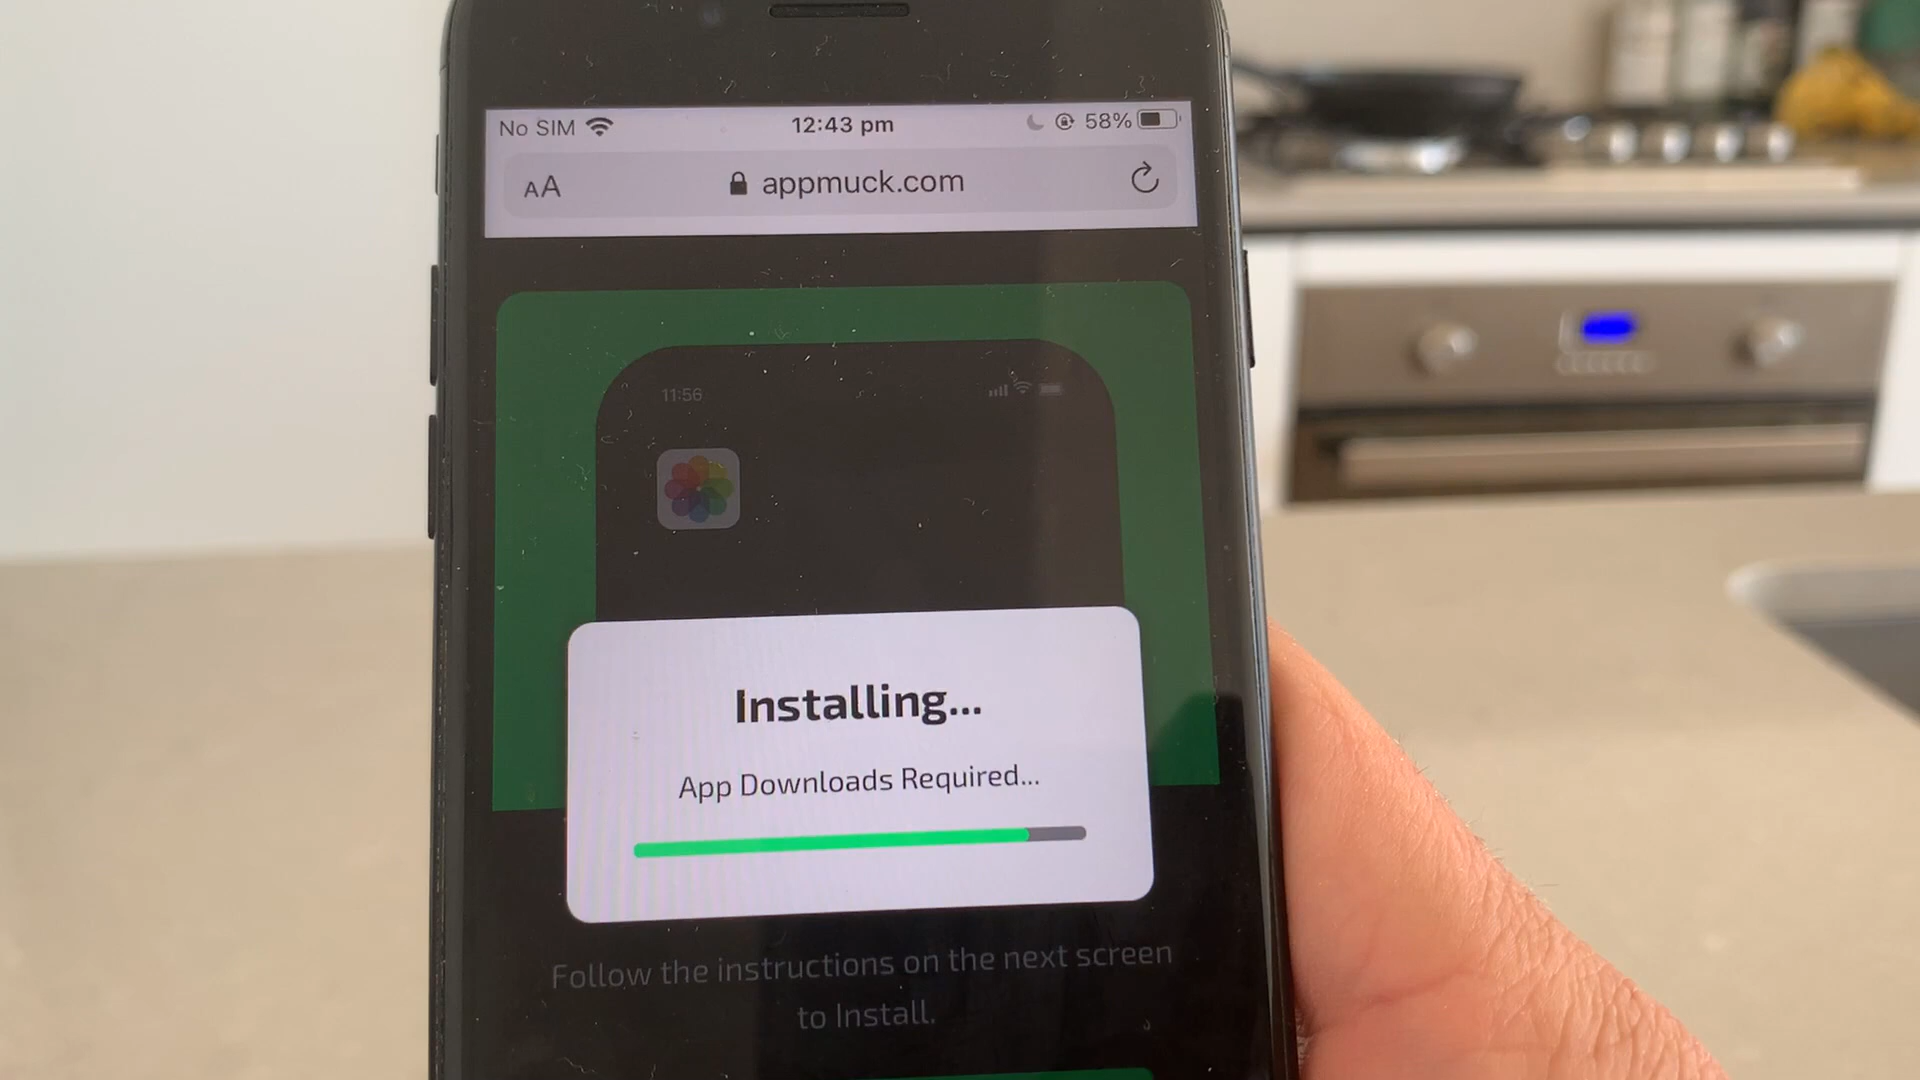 No SIM 12:43 pm 58%
AA appmuck.com
11:56
Installing...
App Downloads Required...
Follow the instructions on the next screen
to Install.